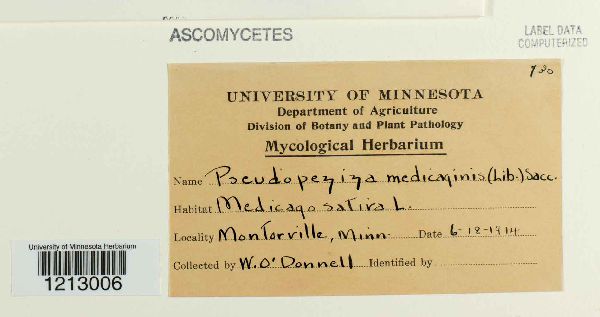 ASCOMYCETES
LABEL DATA
COMPUTERIZED
730
UNIVERSITY OF MINNESOTA
Department of Agriculture
Division of Botany and Plant Pathology
Mycological Herbarium
Name Pseudopeziza medicaginis (Lib.) Sacc.
Habitat Medicago sativa L.
Locality Montorville, Minn. Date 6-18-1914
Collected by W. O'Donnell Identified by
University of Minnesota Herbarium
1213006